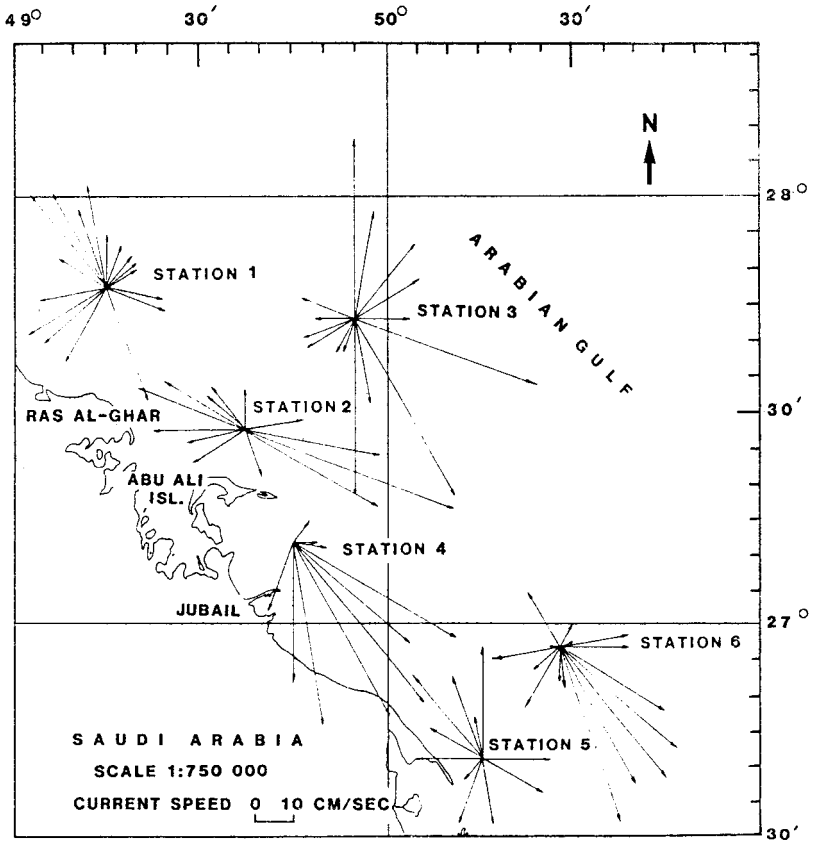 49° 30′ 50° 30′
N
28°
ARABIAN GULF
STATION 1
STATION 3
30′
STATION 2
RAS AL-GHAR
ABU ALI
ISL.
STATION 4
JUBAIL
27°
STATION 6
SAUDI ARABIA
STATION 5
SCALE 1:750 000
CURRENT SPEED 0 10 CM/SEC
30′